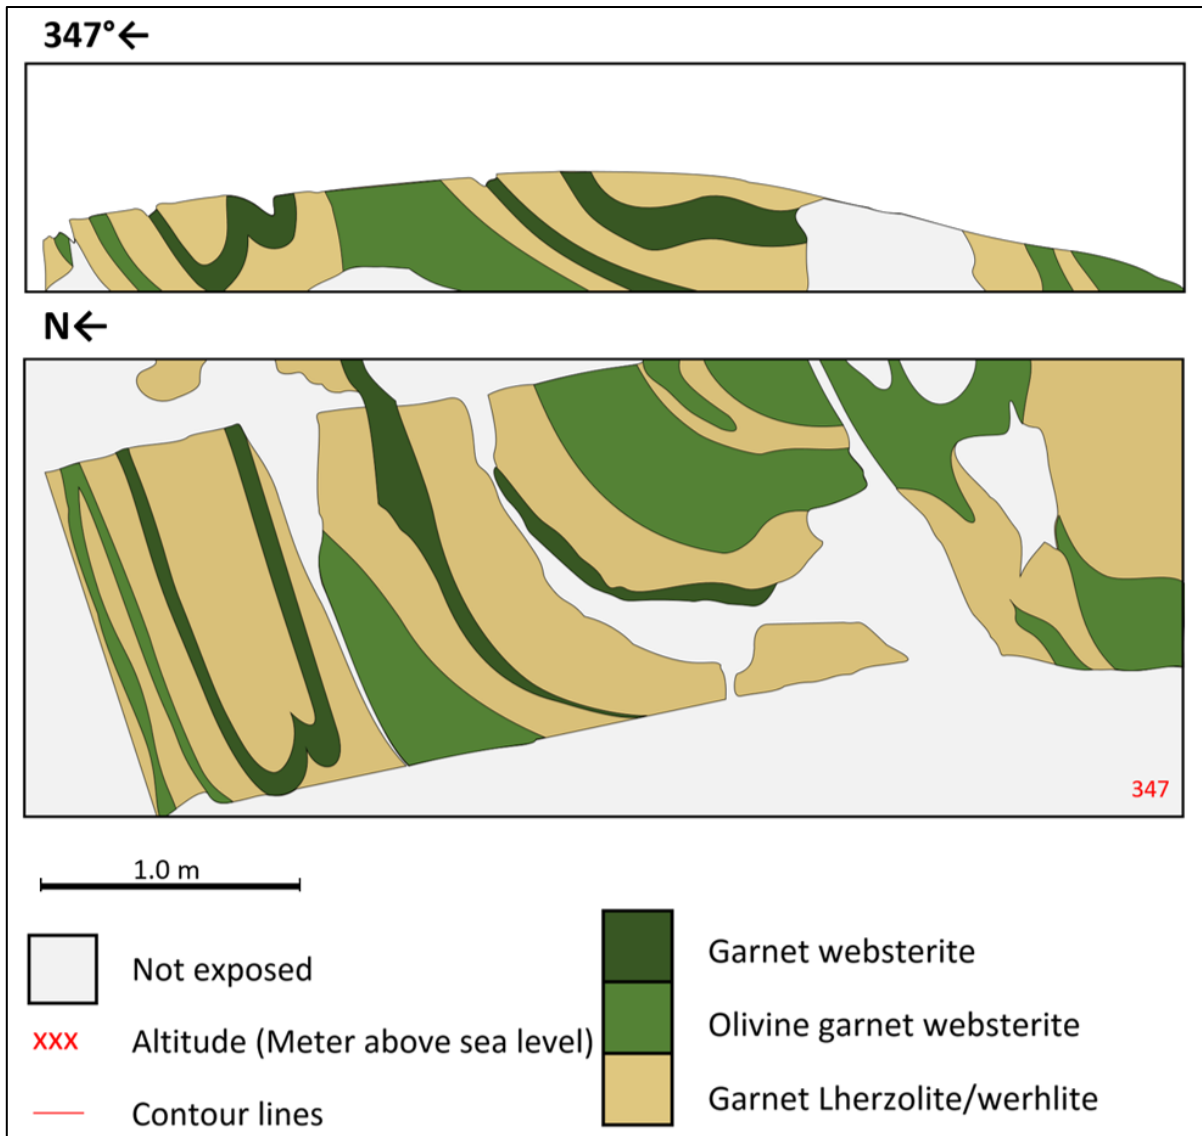 347°←
N←
347
1.0 m
Not exposed
Garnet websterite
xxx Altitude (Meter above sea level)
Olivine garnet websterite
Contour lines
Garnet Lherzolite/werhlite